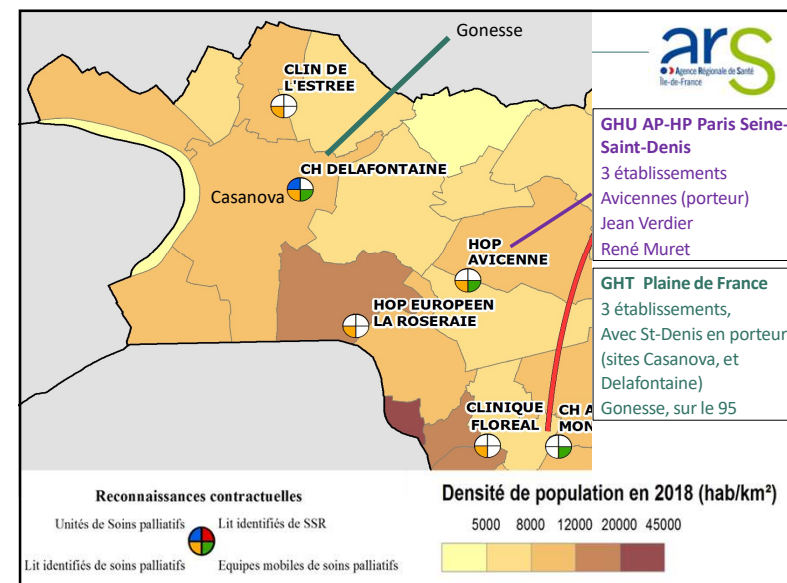 Gonesse
ars
Agence Régionale de Santé
Île-de-France
CLIN DE
L'ESTREE
CH DELAFONTAINE
Casanova
HOP
AVICENNE
HOP EUROPEEN
LA ROSERAIE
CLINIQUE
FLOREAL
CH A
MON
GHU AP-HP Paris Seine-
Saint-Denis
3 établissements
Avicennes (porteur)
Jean Verdier
René Muret
GHT Plaine de France
3 établissements,
Avec St-Denis en porteur
(sites Casanova, et
Delafontaine)
Gonesse, sur le 95
Reconnaissances contractuelles
Unités de Soins palliatifs
Lit identifiés de SSR
Lit identifiés de soins palliatifs
Equipes mobiles de soins palliatifs
Densité de population en 2018 (hab/km²)
5000 8000 12000 20000 45000